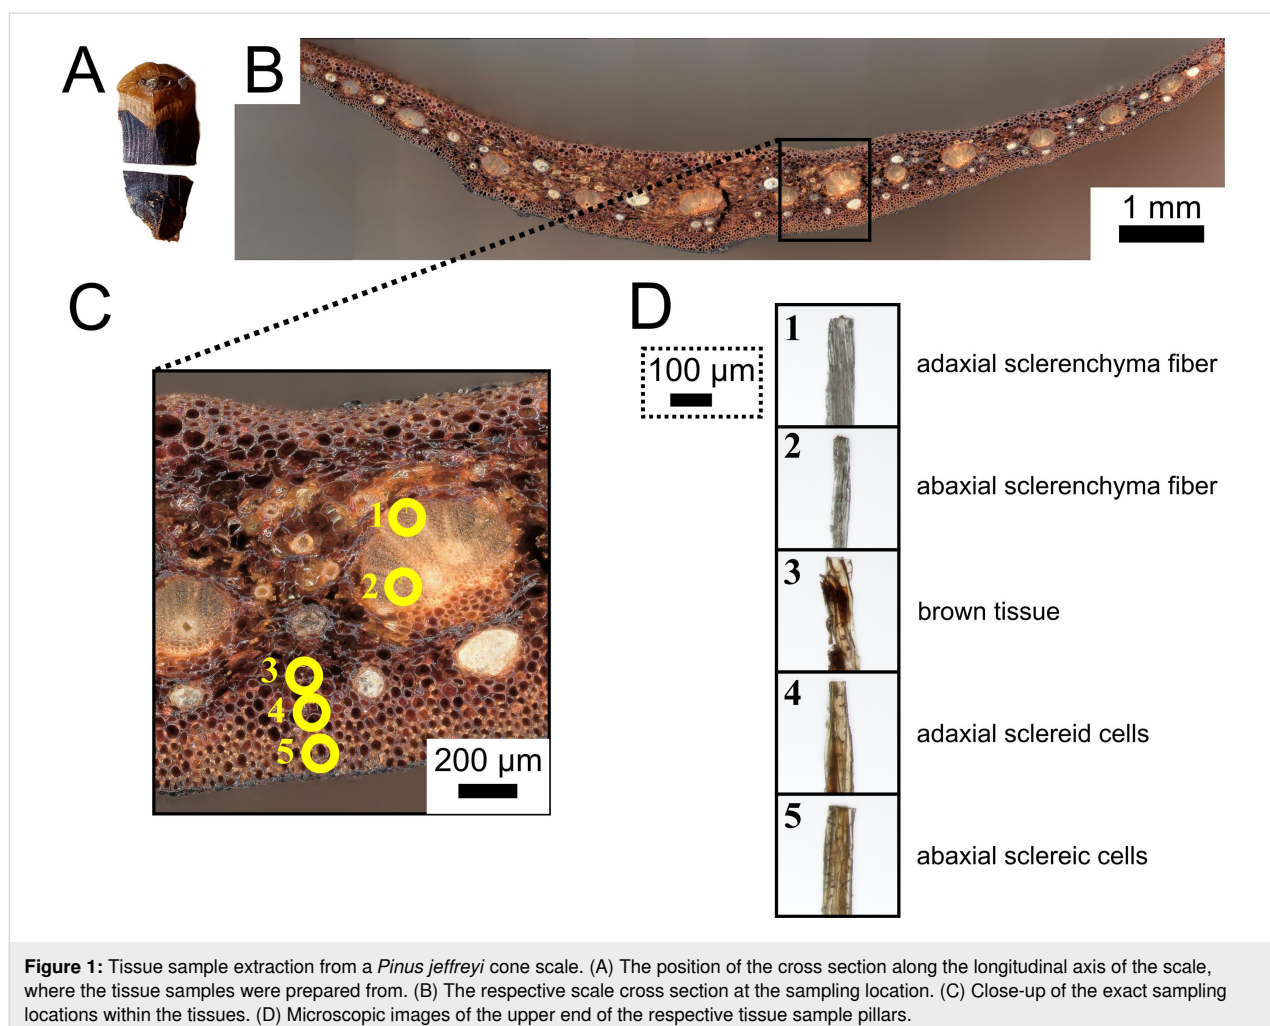 A
B
1 mm
C
1
2
3
4
5
200 μm
D
100 μm
1
adaxial sclerenchyma fiber
2
abaxial sclerenchyma fiber
3
brown tissue
4
adaxial sclereid cells
5
abaxial sclereic cells
Figure 1: Tissue sample extraction from a Pinus jeffreyi cone scale. (A) The position of the cross section along the longitudinal axis of the scale,
where the tissue samples were prepared from. (B) The respective scale cross section at the sampling location. (C) Close-up of the exact sampling
locations within the tissues. (D) Microscopic images of the upper end of the respective tissue sample pillars.